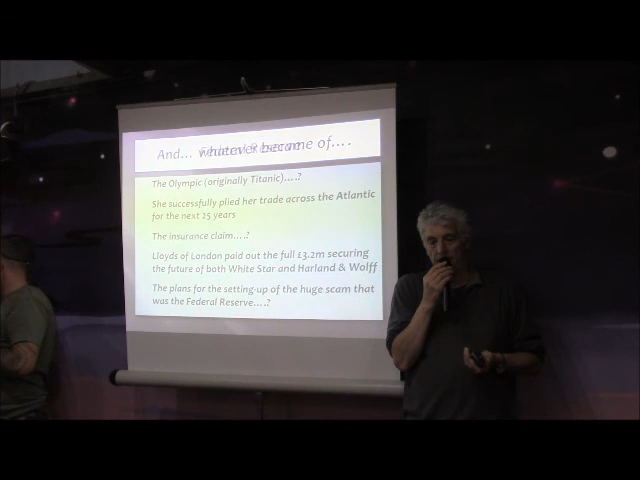 And... whatever became of....
The Olympic (originally Titanic)....?
She successfully plied her trade across the Atlantic
for the next 25 years
The insurance claim....?
Lloyds of London paid out the full £3.2m securing
the future of both White Star and Harland & Wolff
The plans for the setting-up of the huge scam that
was the Federal Reserve....?